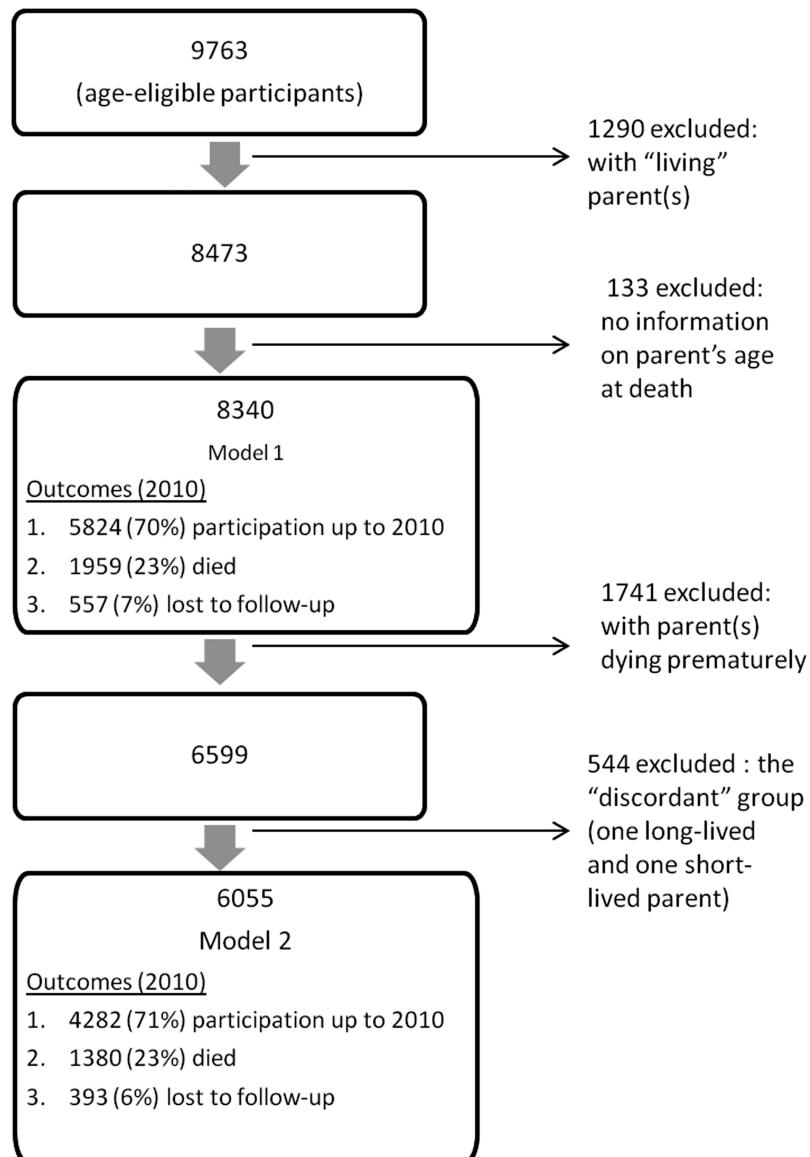 9763
(age-eligible participants)
1290 excluded:
with “living”
parent(s)
8473
133 excluded:
no information
on parent’s age
at death
8340
Model 1
Outcomes (2010)
1. 5824 (70%) participation up to 2010
2. 1959 (23%) died
3. 557 (7%) lost to follow-up
1741 excluded:
with parent(s)
dying prematurely
6599
544 excluded : the
“discordant” group
(one long-lived
and one short-
lived parent)
6055
Model 2
Outcomes (2010)
1. 4282 (71%) participation up to 2010
2. 1380 (23%) died
3. 393 (6%) lost to follow-up